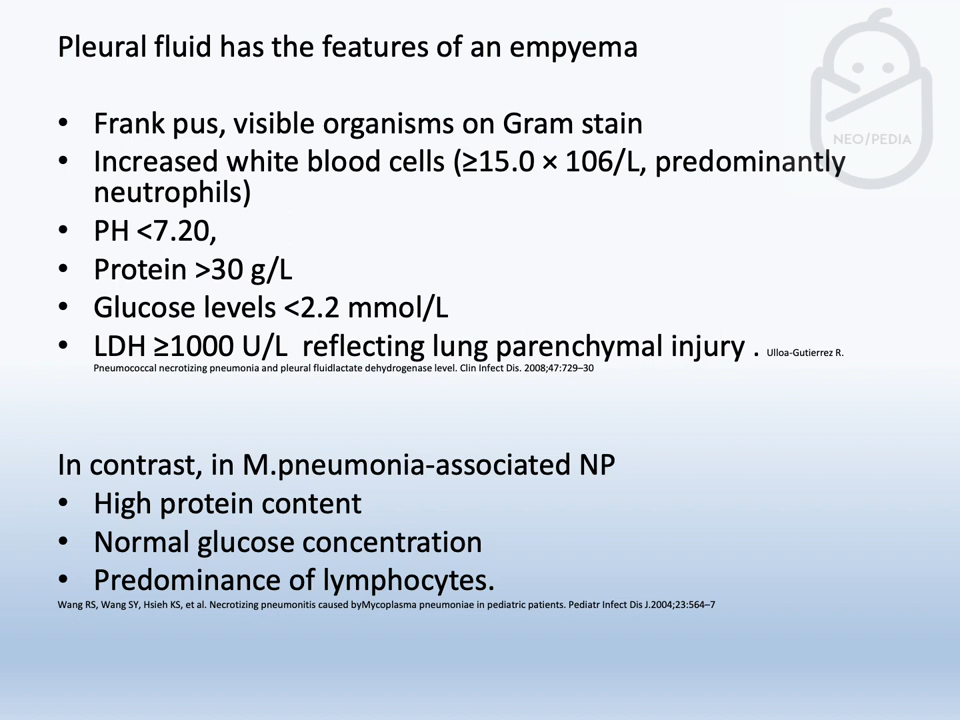 Pleural fluid has the features of an empyema
• Frank pus, visible organisms on Gram stain
• Increased white blood cells (≥15.0 × 106/L, predominantly
neutrophils)
• PH <7.20,
• Protein >30 g/L
• Glucose levels <2.2 mmol/L
• LDH ≥1000 U/L reflecting lung parenchymal injury . Ulloa-Gutierrez R.
Pneumococcal necrotizing pneumonia and pleural fluidlactate dehydrogenase level. Clin Infect Dis. 2008;47:729–30
In contrast, in M.pneumonia-associated NP
• High protein content
• Normal glucose concentration
• Predominance of lymphocytes.
Wang RS, Wang SY, Hsieh KS, et al. Necrotizing pneumonitis caused byMycoplasma pneumoniae in pediatric patients. Pediatr Infect Dis J.2004;23:564–7
NEO/PEDIA